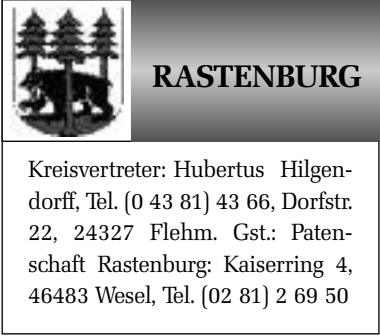 RASTENBURG
Kreisvertreter: Hubertus Hilgen-
dorff, Tel. (0 43 81) 43 66, Dorfstr.
22, 24327 Flehm. Gst.: Paten-
schaft Rastenburg: Kaiserring 4,
46483 Wesel, Tel. (02 81) 2 69 50